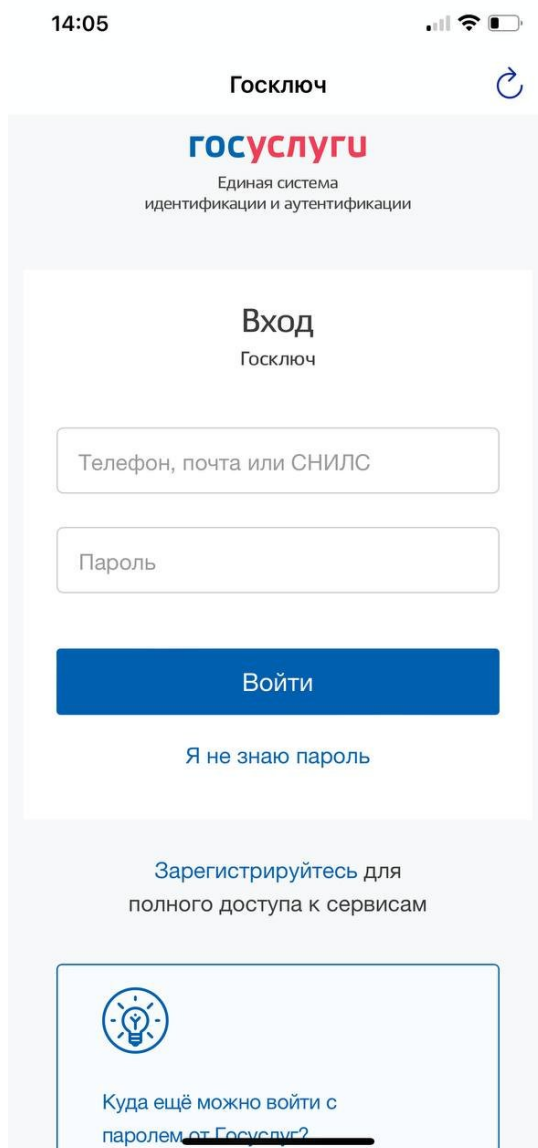 14:05
Госключ
госуслуги
Единая система
идентификации и аутентификации
Вход
Госключ
Телефон, почта или СНИЛС
Пароль
Войти
Я не знаю пароль
Зарегистрируйтесь для
полного доступа к сервисам
Куда ещё можно войти с
паролем от Госуслуг?